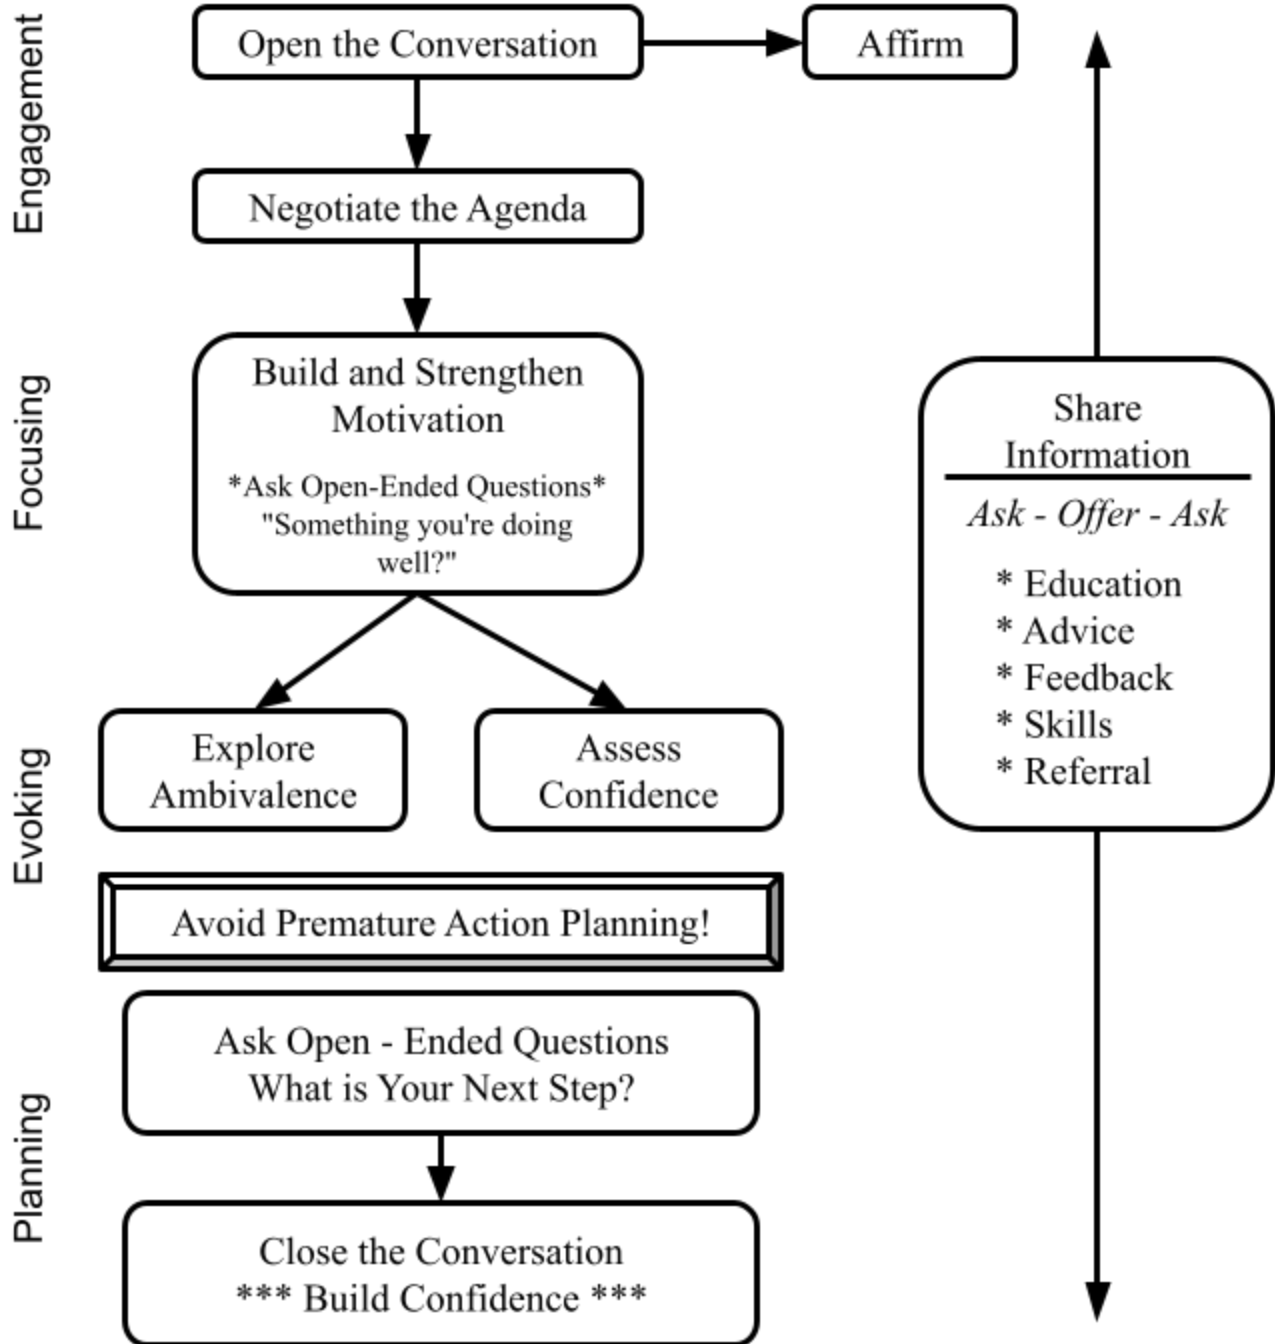 Engagement
Open the Conversation
Affirm
Negotiate the Agenda
Focusing
Build and Strengthen
Motivation
*Ask Open-Ended Questions*
"Something you're doing
well?"
Share
Information
Ask - Offer - Ask
* Education
* Advice
* Feedback
* Skills
* Referral
Evoking
Explore
Ambivalence
Assess
Confidence
Avoid Premature Action Planning!
Planning
Ask Open - Ended Questions
What is Your Next Step?
Close the Conversation
*** Build Confidence ***